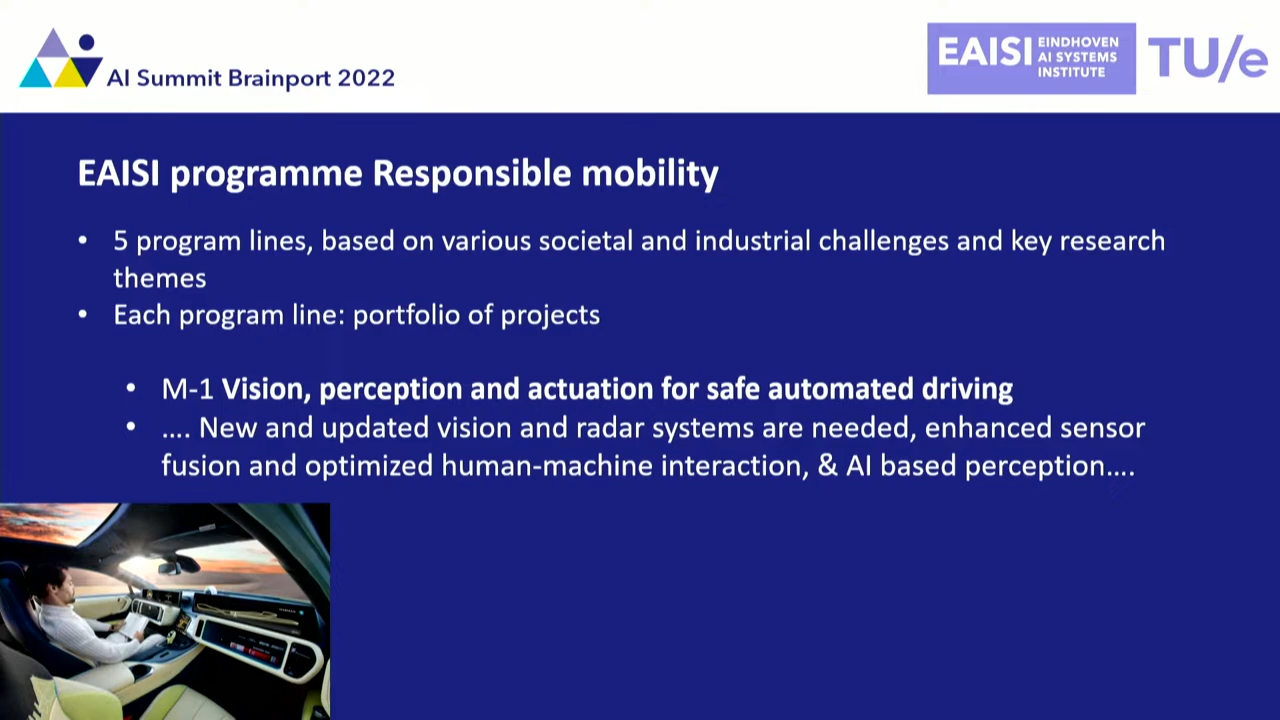 AI Summit Brainport 2022
EAISI EINDHOVEN
AI SYSTEMS
INSTITUTE
TU/e
EAISI programme Responsible mobility
• 5 program lines, based on various societal and industrial challenges and key research
themes
• Each program line: portfolio of projects
• M-1 Vision, perception and actuation for safe automated driving
• …. New and updated vision and radar systems are needed, enhanced sensor
fusion and optimized human-machine interaction, & AI based perception….